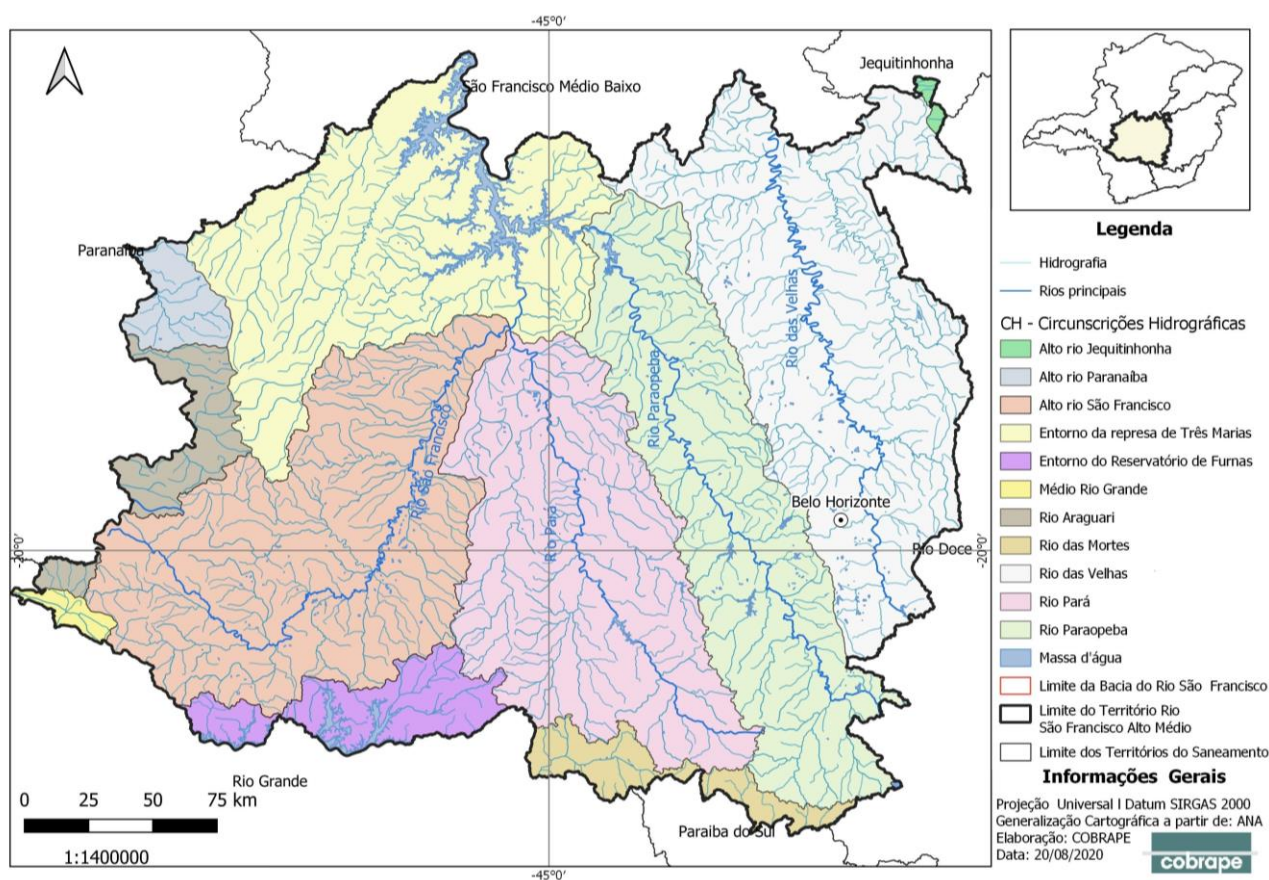 -45°0'
Jequitinhonha
São Francisco Médio Baixo
Paranaíba
Rio das Velhas
Rio Paraopeba
Rio São Francisco
Belo Horizonte
Rio Pará
-20°0'
Rio Doce
-20°0'
Rio Grande
0 25 50 75 km
Paraiba do Sul
1:1400000
-45°0'
Legenda
Hidrografia
Rios principais
CH - Circunscrições Hidrográficas
Alto rio Jequitinhonha
Alto rio Paranaíba
Alto rio São Francisco
Entorno da represa de Três Marias
Entorno do Reservatório de Furnas
Médio Rio Grande
Rio Araguari
Rio das Mortes
Rio das Velhas
Rio Pará
Rio Paraopeba
Massa d'água
Limite da Bacia do Rio São Francisco
Limite do Território Rio
São Francisco Alto Médio
Limite dos Territórios do Saneamento
Informações Gerais
Projeção Universal I Datum SIRGAS 2000
Generalização Cartográfica a partir de: ANA
Elaboração: COBRAPE
Data: 20/08/2020
cobrape